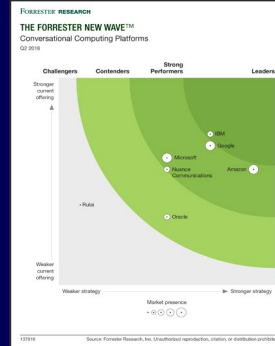 FORRESTER RESEARCH
THE FORRESTER NEW WAVE™
Conversational Computing Platforms
Q2 2018
Challengers
Contenders
Strong
Performers
Leaders
Stronger
current
offering
IBM
Google
Microsoft
Nuance
Communications
Amazon
Rulai
Oracle
Weaker
current
offering
Weaker strategy
Stronger strategy
Market presence
137816
Source: Forrester Research, Inc. Unauthorized reproduction, citation, or distribution prohibited